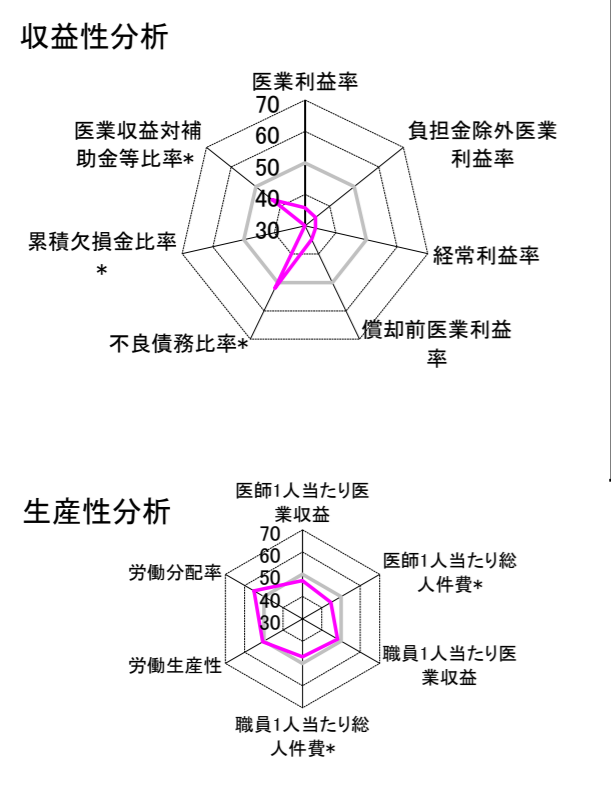 収益性分析
医業利益率
70
60
50
40
30
負担金除外医業
利益率
経常利益率
償却前医業利益
率
不良債務比率*
累積欠損金比率
*
医業収益対補
助金等比率*
生産性分析
医師1人当たり医
業収益
70
60
50
40
30
医師1人当たり総
人件費*
職員1人当たり医
業収益
職員1人当たり総
人件費*
労働生産性
労働分配率